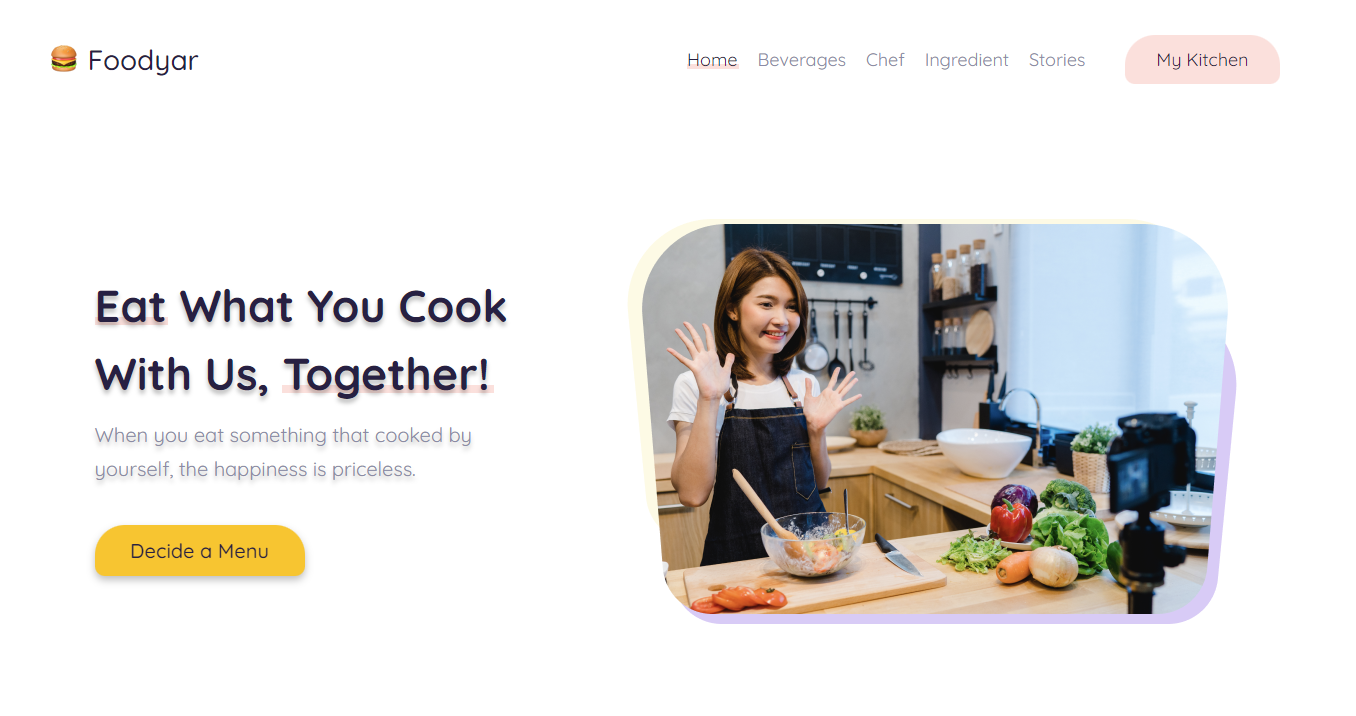 Foodyar
Home Beverages Chef Ingredient Stories My Kitchen
Eat What You Cook
With Us, Together!
When you eat something that cooked by
yourself, the happiness is priceless.
Decide a Menu